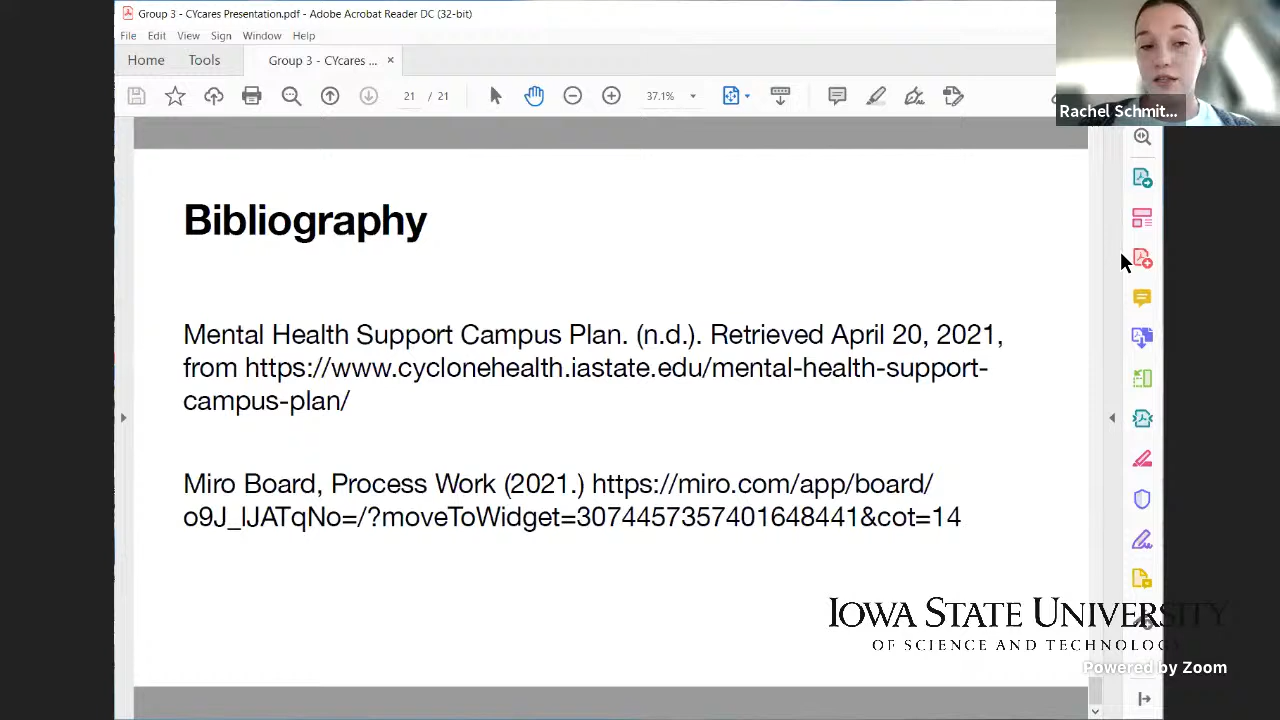 Group 3 - CYcares Presentation.pdf - Adobe Acrobat Reader DC (32-bit)
File Edit View Sign Window Help
Home Tools Group 3 - CYcares ... ×
21 / 21 37.1%
Rachel Schmit...
Bibliography
Mental Health Support Campus Plan. (n.d.). Retrieved April 20, 2021,
from https://www.cyclonehealth.iastate.edu/mental-health-support-
campus-plan/
Miro Board, Process Work (2021.) https://miro.com/app/board/
o9J_lJATqNo=/?moveToWidget=3074457357401648441&cot=14
IOWA STATE UNIVERSITY
OF SCIENCE AND TECHNOLOGY
Powered by Zoom